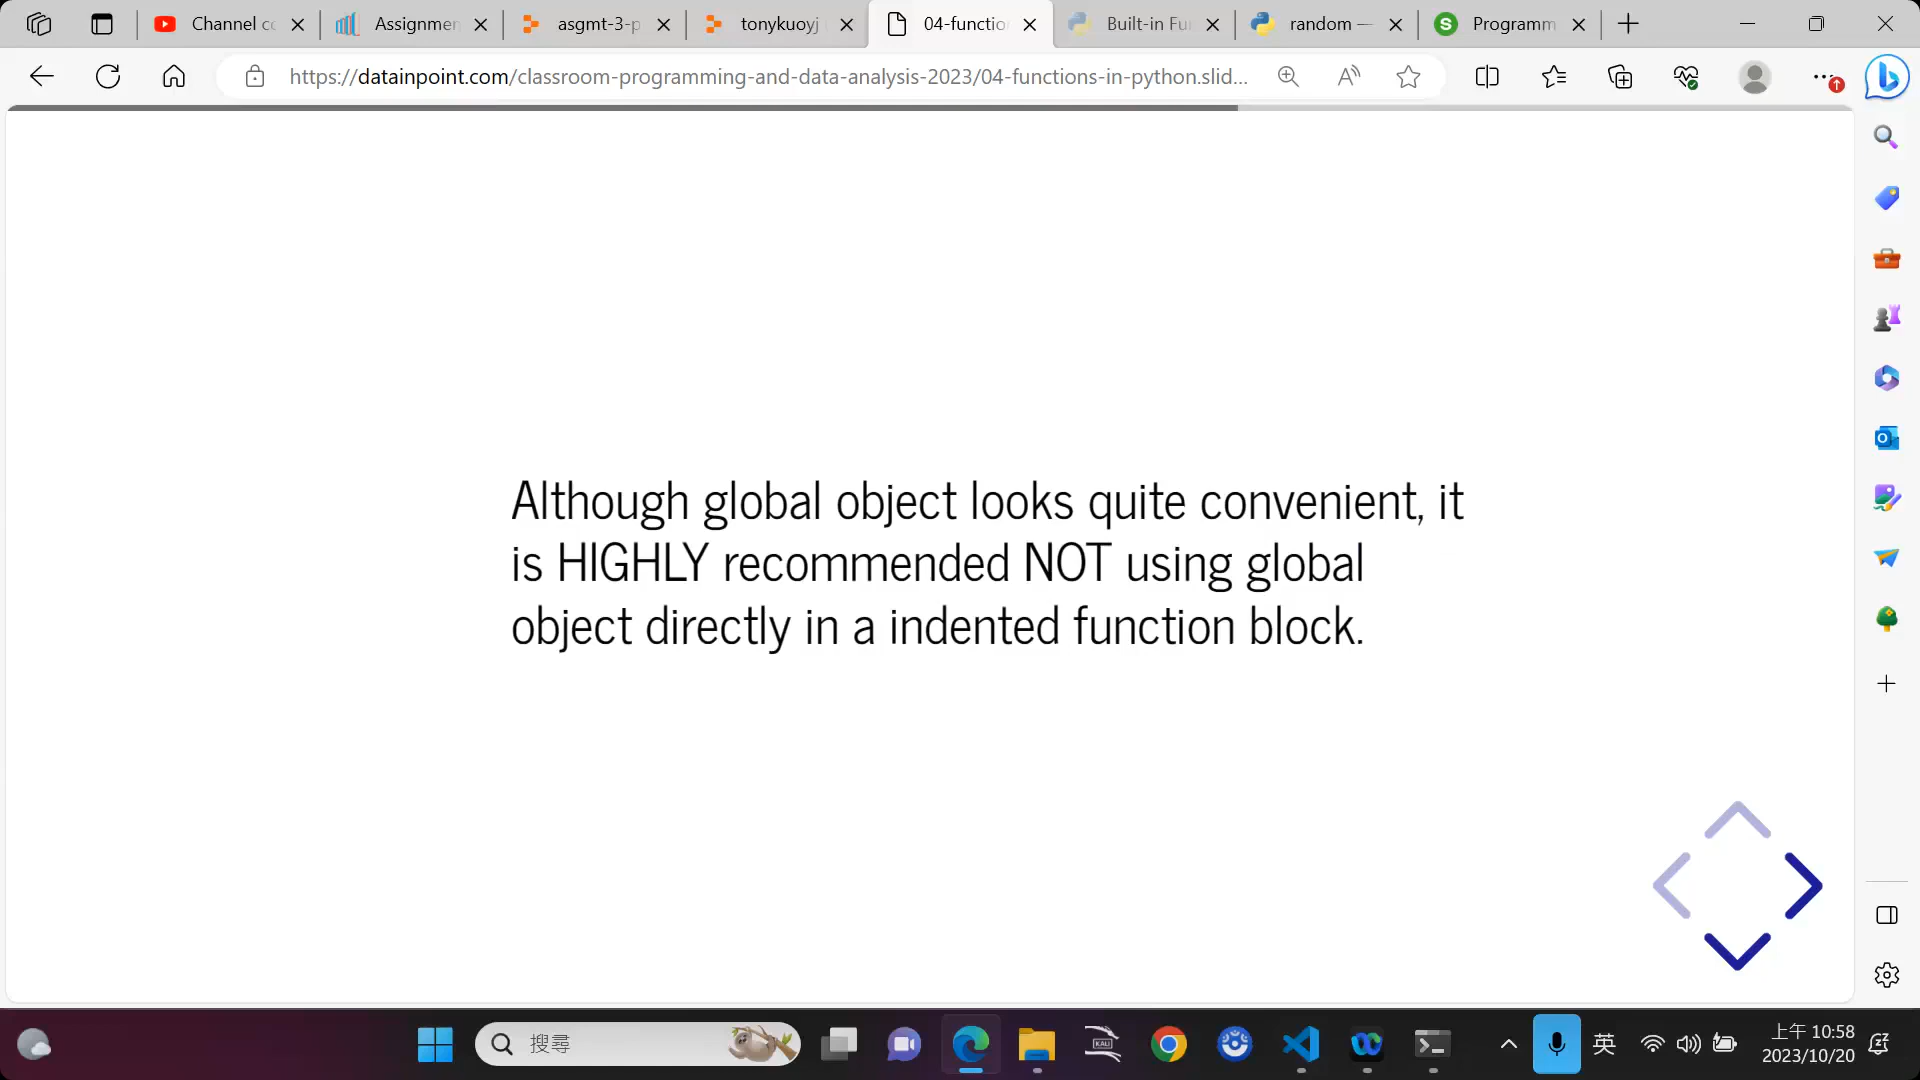 Channel cc
Assignmen
asgmt-3-p
tonykuoyj
04-functio
Built-in Fu
random —
S
Programm
https://datainpoint.com/classroom-programming-and-data-analysis-2023/04-functions-in-python.slid...
Although global object looks quite convenient, it
is HIGHLY recommended NOT using global
object directly in a indented function block.
搜尋
KALI
英
上午 10:58
2023/10/20